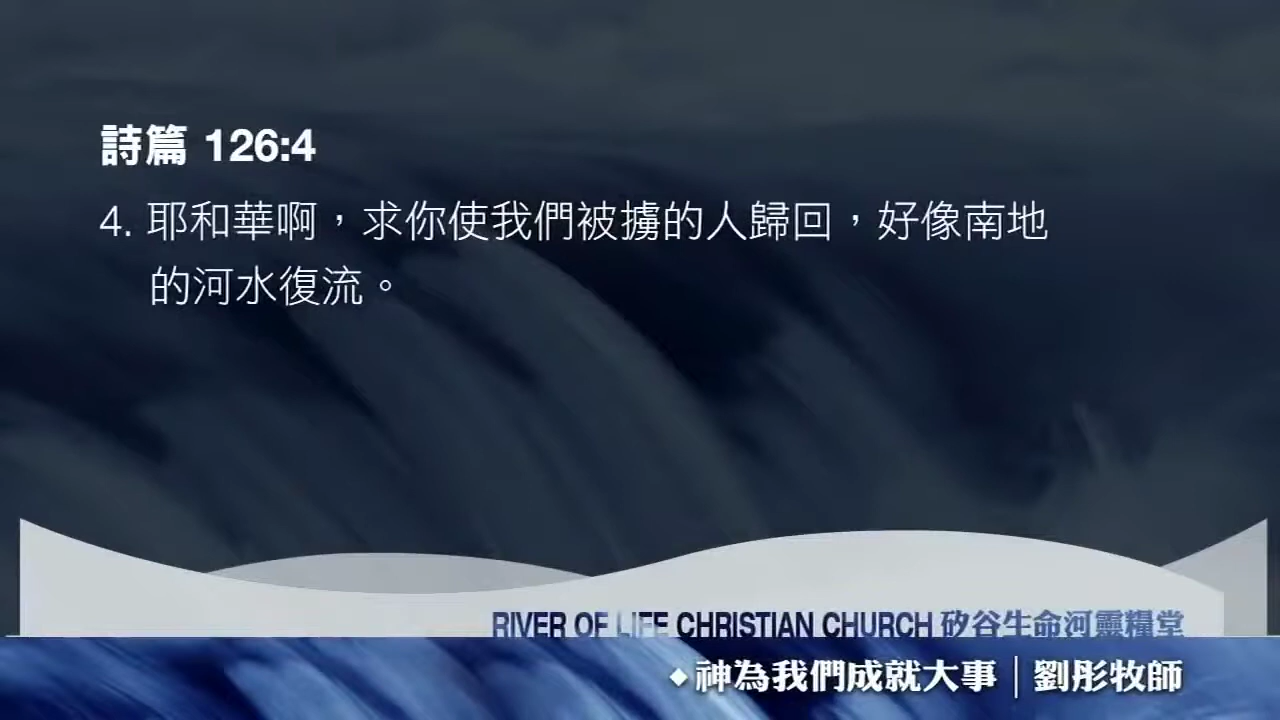 詩篇 126:4
4. 耶和華啊，求你使我們被擄的人歸回，好像南地
的河水復流。
RIVER OF LIFE CHRISTIAN CHURCH 矽谷生命河靈糧堂
◆神為我們成就大事｜劉彤牧師